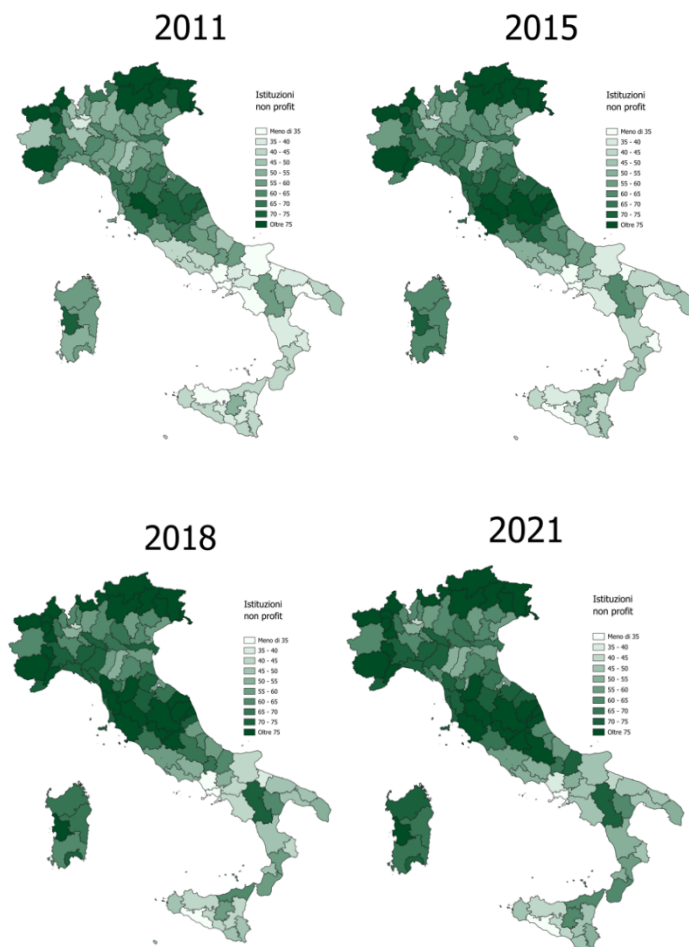 2011
Istituzioni
non profit
Meno di 35
35 - 40
40 - 45
45 - 50
50 - 55
55 - 60
60 - 65
65 - 70
70 - 75
Oltre 75
2015
Istituzioni
non profit
Meno di 35
35 - 40
40 - 45
45 - 50
50 - 55
55 - 60
60 - 65
65 - 70
70 - 75
Oltre 75
2018
Istituzioni
non profit
Meno di 35
35 - 40
40 - 45
45 - 50
50 - 55
55 - 60
60 - 65
65 - 70
70 - 75
Oltre 75
2021
Istituzioni
non profit
Meno di 35
35 - 40
40 - 45
45 - 50
50 - 55
55 - 60
60 - 65
65 - 70
70 - 75
Oltre 75